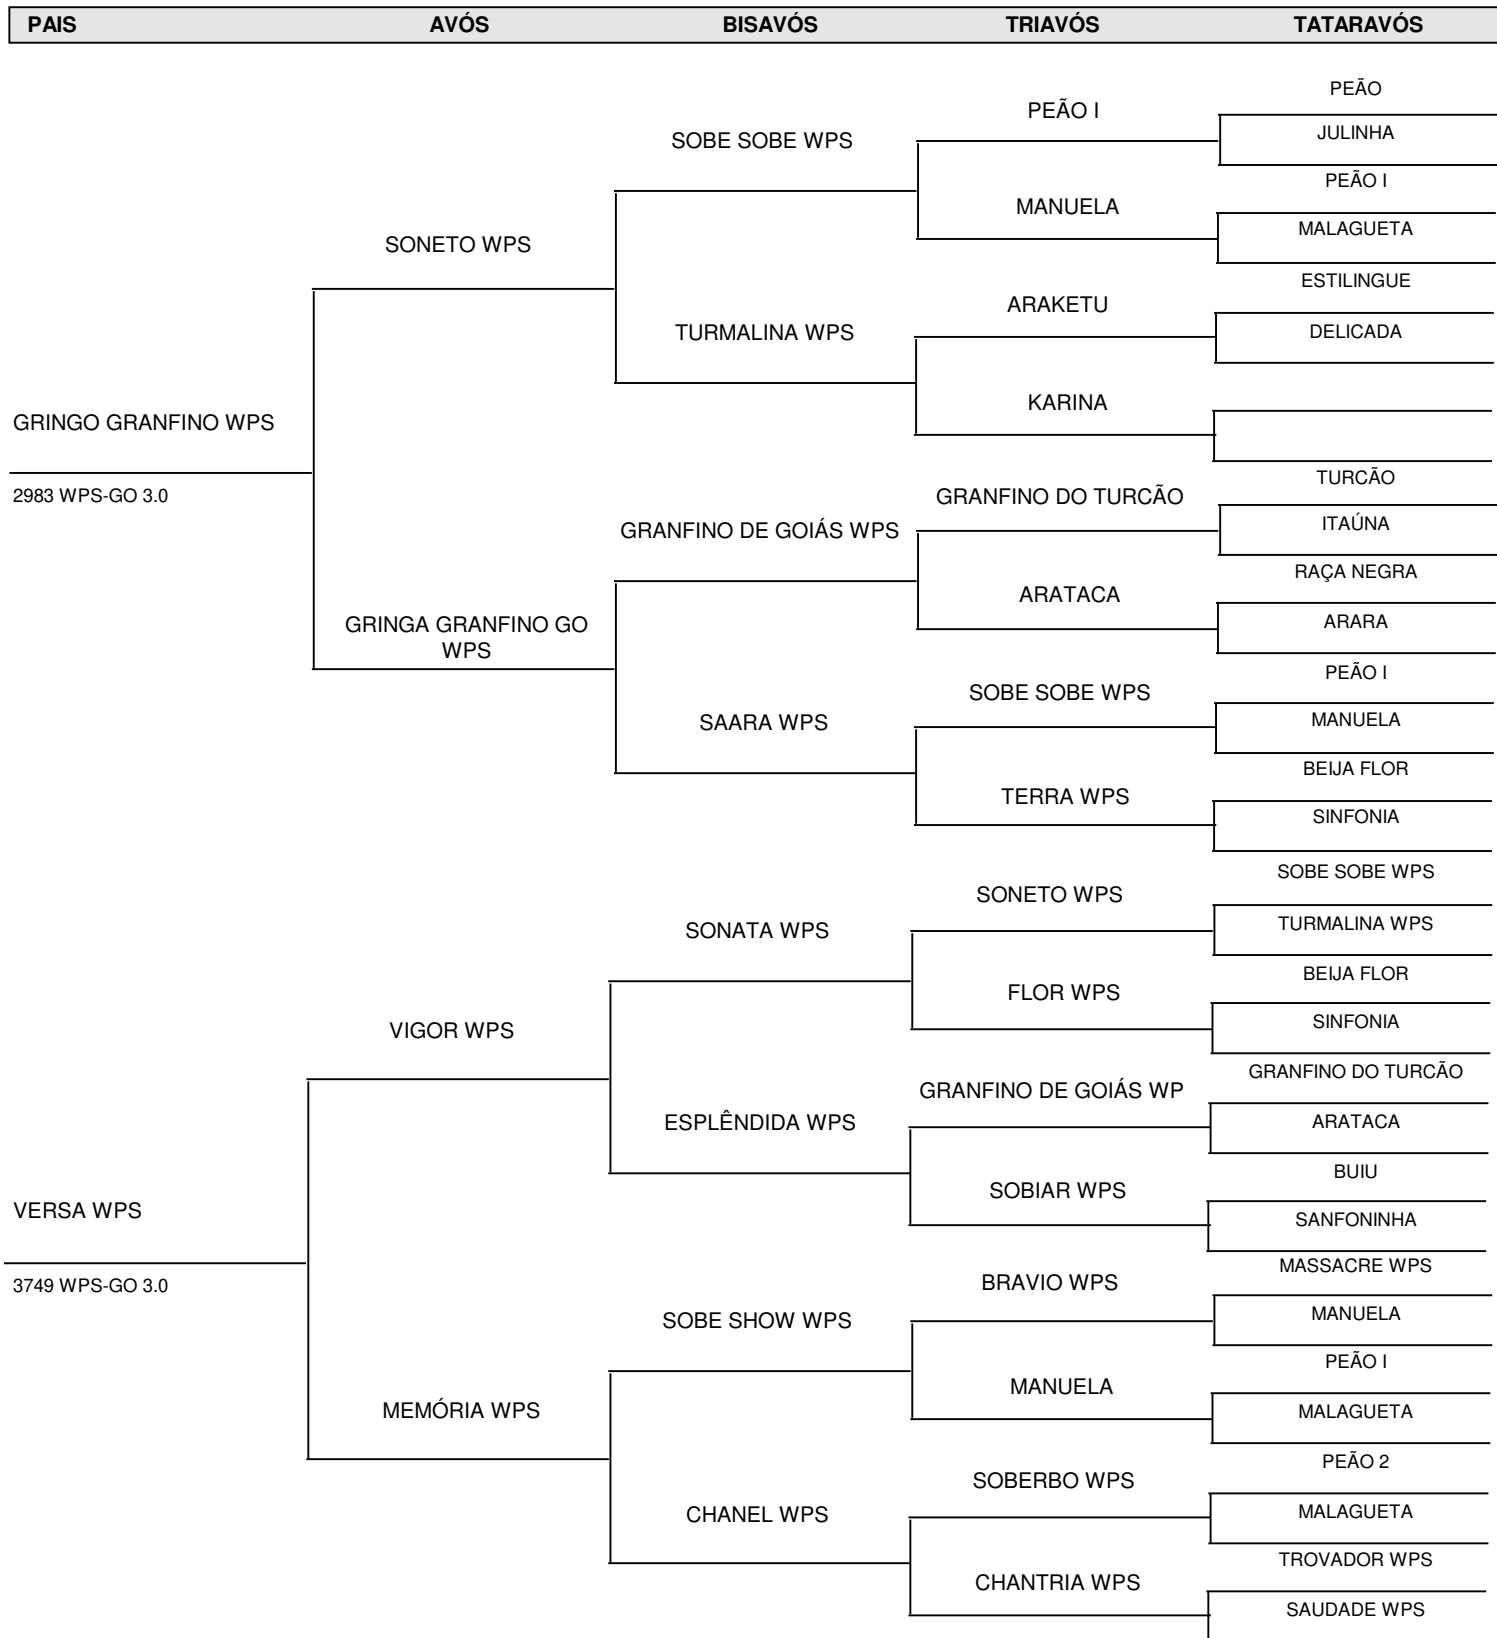 PAIS AVÓS BISAVÓS TRIAVÓS TATARAVÓS
PEÃO
PEÃO I
JULINHA
SOBE SOBE WPS
PEÃO I
MANUELA
MALAGUETA
SONETO WPS
ESTILINGUE
ARAKETU
DELICADA
TURMALINA WPS
KARINA
GRINGO GRANFINO WPS
TURCÃO
2983 WPS-GO 3.0
GRANFINO DO TURCÃO
ITAÚNA
GRANFINO DE GOIÁS WPS
RAÇA NEGRA
ARATACA
ARARA
GRINGA GRANFINO GO
WPS
PEÃO I
SOBE SOBE WPS
MANUELA
SAARA WPS
BEIJA FLOR
TERRA WPS
SINFONIA
SOBE SOBE WPS
SONETO WPS
TURMALINA WPS
SONATA WPS
BEIJA FLOR
FLOR WPS
SINFONIA
VIGOR WPS
GRANFINO DO TURCÃO
GRANFINO DE GOIÁS WP
ARATACA
ESPLÊNDIDA WPS
BUIU
SOBIAR WPS
VERSA WPS
SANFONINHA
MASSACRE WPS
3749 WPS-GO 3.0
BRAVIO WPS
MANUELA
SOBE SHOW WPS
PEÃO I
MANUELA
MEMÓRIA WPS
MALAGUETA
PEÃO 2
SOBERBO WPS
MALAGUETA
CHANEL WPS
TROVADOR WPS
CHANTRIA WPS
SAUDADE WPS